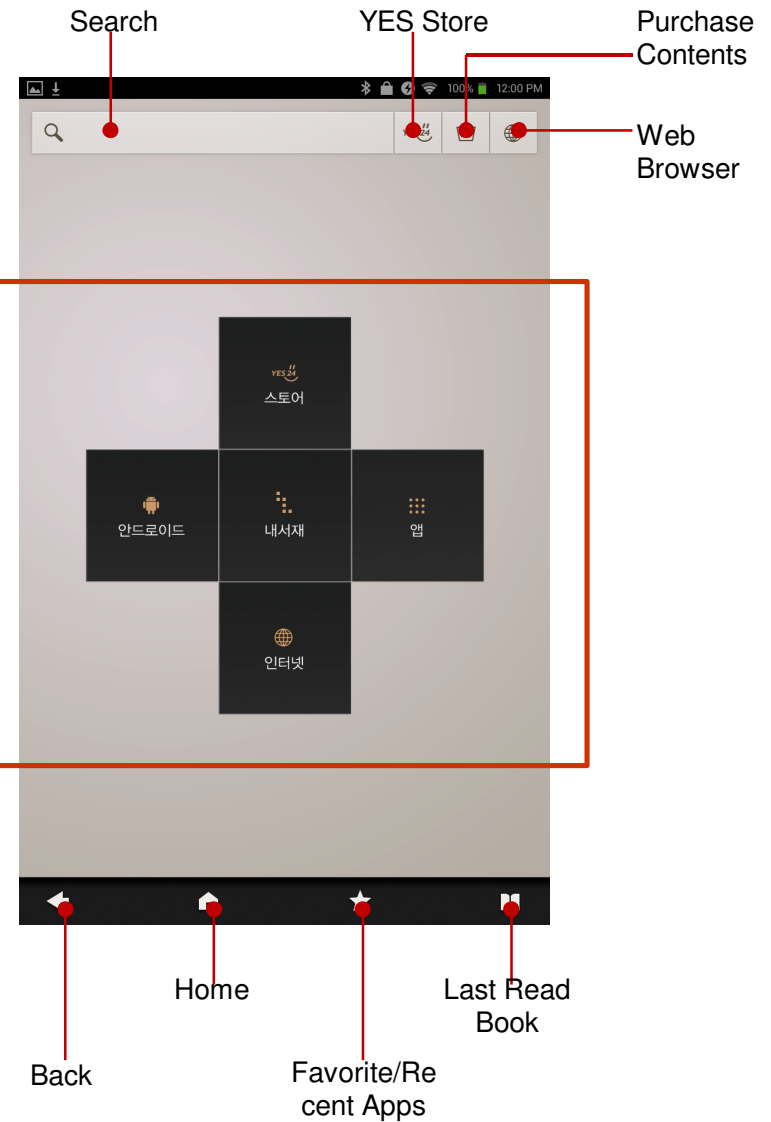 Search
YES Store
Purchase
Contents
100% 12:00 PM
Web
Browser
YES24
스토어
안드로이드
내서재
앱
인터넷
Home
Last Read
Book
Back
Favorite/Re
cent Apps